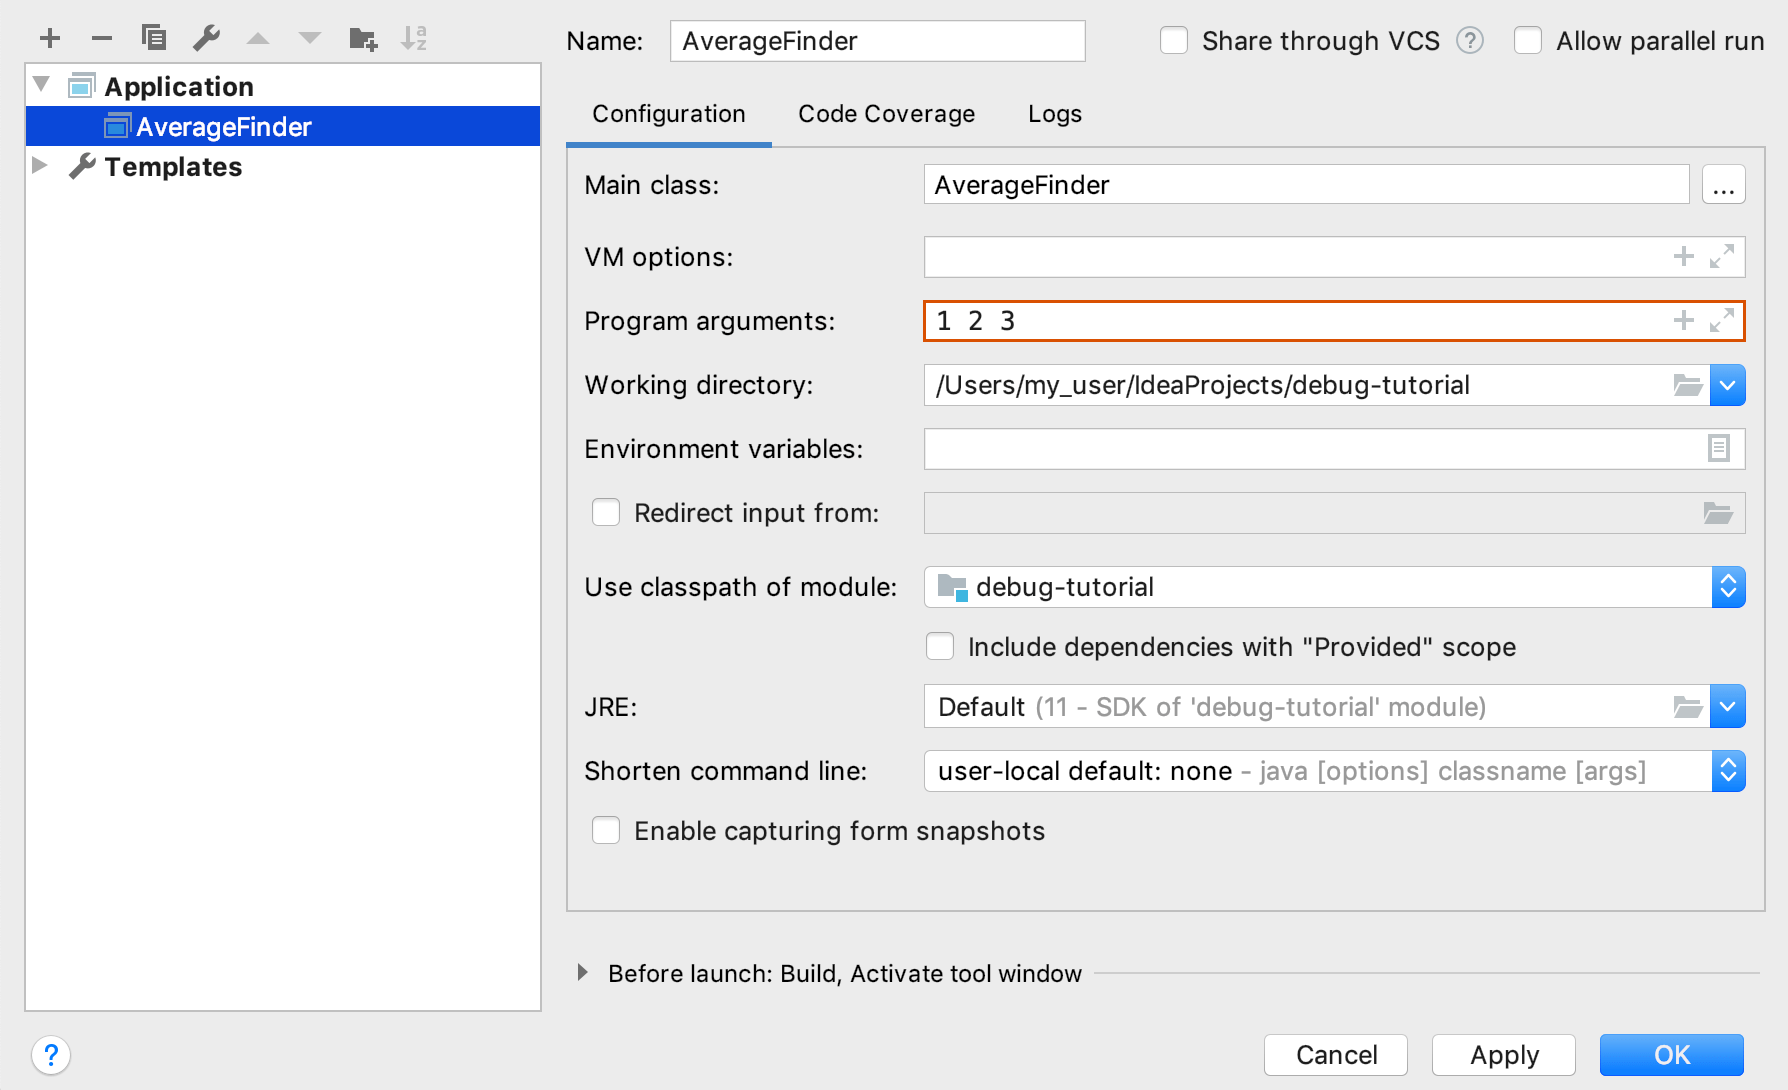 Name: AverageFinder Share through VCS ? Allow parallel run
Application
AverageFinder
Templates
Configuration Code Coverage Logs
Main class: AverageFinder ...
VM options:
Program arguments: 1 2 3
Working directory: /Users/my_user/IdeaProjects/debug-tutorial
Environment variables:
Redirect input from:
Use classpath of module: debug-tutorial
Include dependencies with "Provided" scope
JRE: Default (11 - SDK of 'debug-tutorial' module)
Shorten command line: user-local default: none - java [options] classname [args]
Enable capturing form snapshots
Before launch: Build, Activate tool window
? Cancel Apply OK